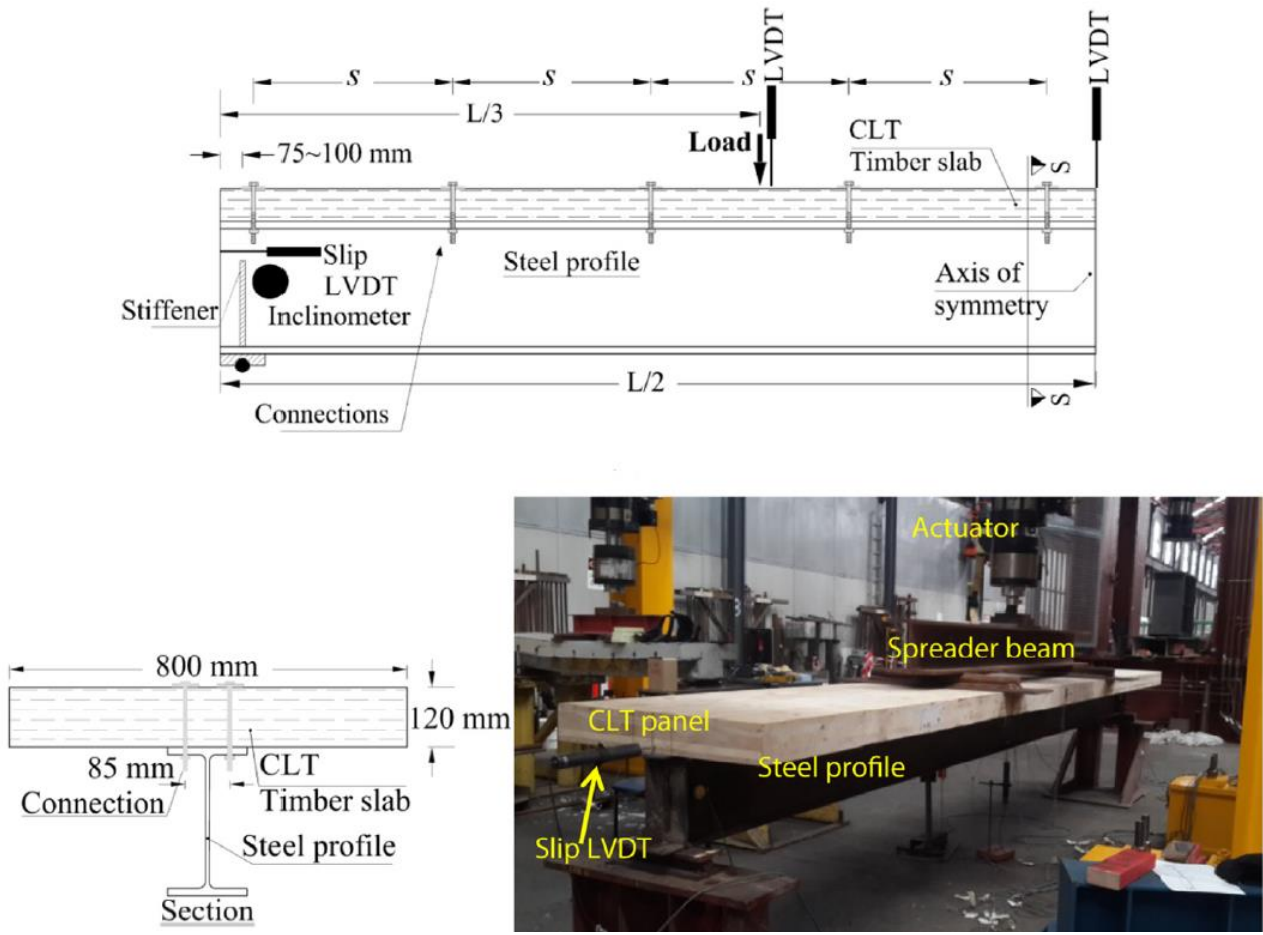 LVDT
LVDT
s
s
s
s
L/3
Load
CLT
Timber slab
75~100 mm
S
Slip
LVDT
Steel profile
Axis of
symmetry
Stiffener
Inclinometer
L/2
Connections
S
Actuator
Spreader beam
CLT panel
Steel profile
Slip LVDT
800 mm
120 mm
85 mm
CLT
Connection
Timber slab
Steel profile
Section